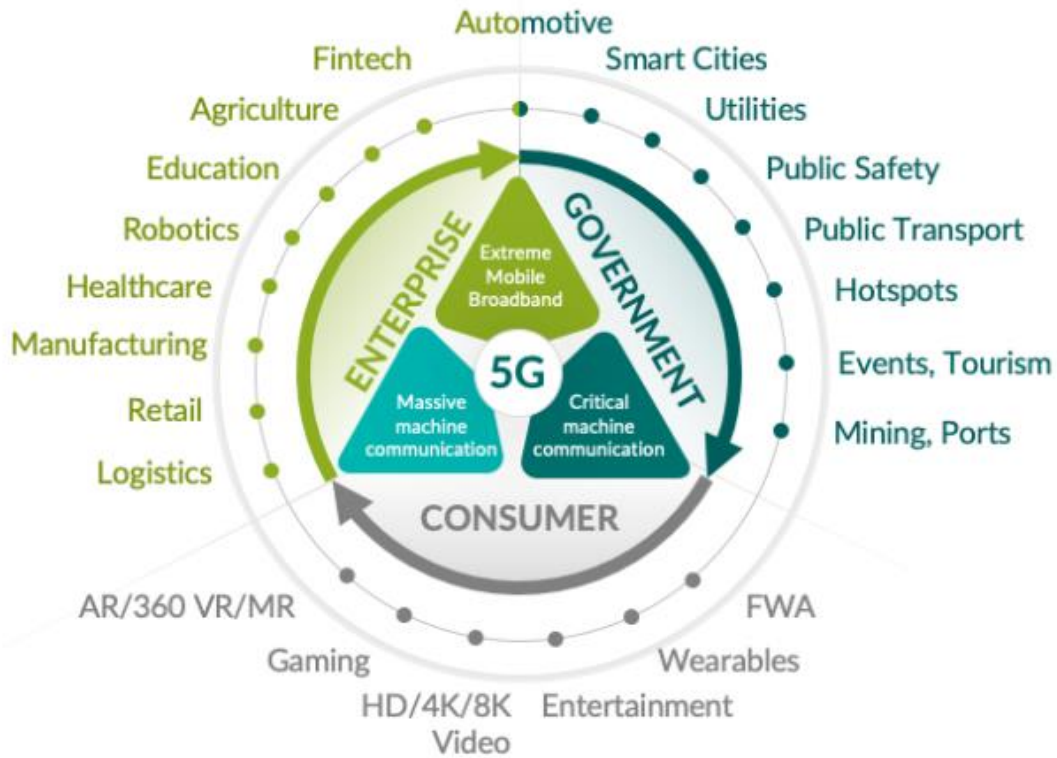 Automotive
Fintech
Smart Cities
Agriculture
Utilities
Education
Public Safety
Robotics
Public Transport
Healthcare
Hotspots
Manufacturing
Events, Tourism
Retail
Mining, Ports
Logistics
ENTERPRISE
GOVERNMENT
Extreme
Mobile
Broadband
5G
Massive
machine
communication
Critical
machine
communication
CONSUMER
AR/360 VR/MR
FWA
Gaming
Wearables
HD/4K/8K
Video
Entertainment